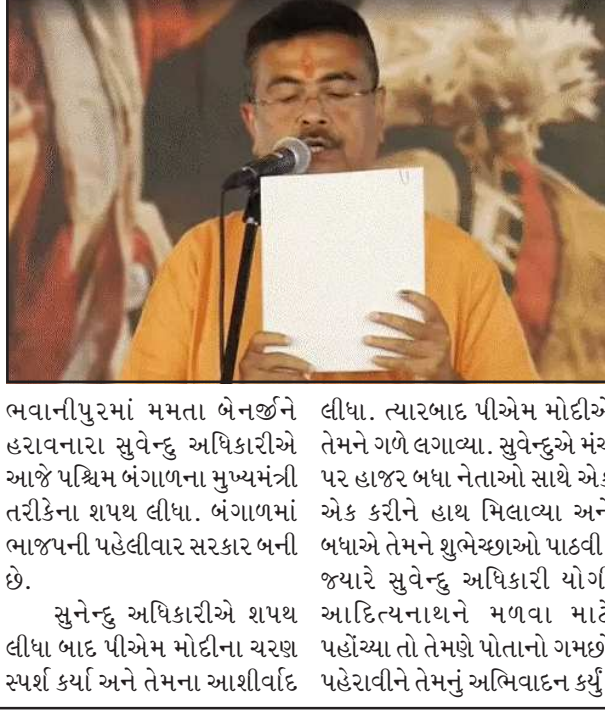 ભવાનીપુરમાં મમતા બેનર્જીને
હરાવનારા સુવેન્દુ અધિકારીએ
આજે પશ્ચિમ બંગાળના મુખ્યમંત્રી
તરીકેના શપથ લીધા. બંગાળમાં
ભાજપની પહેલીવાર સરકાર બની
છે.
સુનેન્દુ અધિકારીએ શપથ
લીધા બાદ પીએમ મોદીના ચરણ
સ્પર્શ કર્યા અને તેમના આશીર્વાદ
લીધા. ત્યારબાદ પીએમ મોદીએ
તેમને ગળે લગાવ્યા. સુવેન્દુએ મંચ
પર હાજર બધા નેતાઓ સાથે એક
એક કરીને હાથ મિલાવ્યા અને
બધાએ તેમને શુભેચ્છાઓ પાઠવી
જયારે સુવેન્દુ અધિકારી યોગી
આદિત્યનાથને મળવા માટે
પહોંચ્યા તો તેમણે પોતાનો ગમછો
પહેરાવીને તેમનું અભિવાદન કર્યું